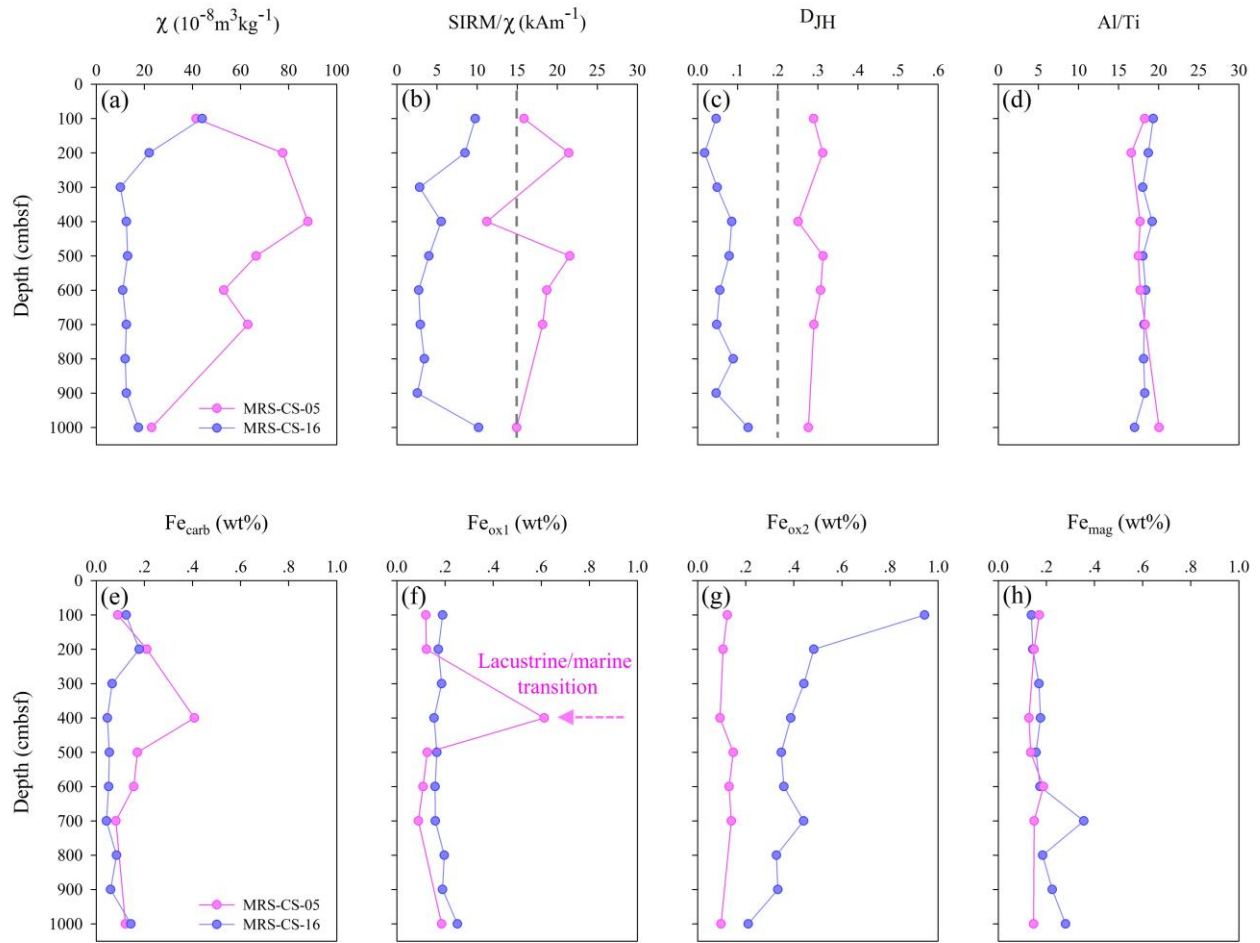 χ (10⁻⁸m³kg⁻¹)
SIRM/χ (kAm⁻¹)
D_JH
Al/Ti
0 20 40 60 80 100
0 5 10 15 20 25 30
0.0 .1 .2 .3 .4 .5 .6
0 5 10 15 20 25 30
(a)
(b)
(c)
(d)
Depth (cmbsf)
0
100
200
300
400
500
600
700
800
900
1000
MRS-CS-05
MRS-CS-16
Fe_carb (wt%)
Fe_ox1 (wt%)
Fe_ox2 (wt%)
Fe_mag (wt%)
0.0 .2 .4 .6 .8 1.0
0.0 .2 .4 .6 .8 1.0
0.0 .2 .4 .6 .8 1.0
0.0 .2 .4 .6 .8 1.0
(e)
(f)
(g)
(h)
Depth (cmbsf)
0
100
200
300
400
500
600
700
800
900
1000
MRS-CS-05
MRS-CS-16
Lacustrine/marine
transition